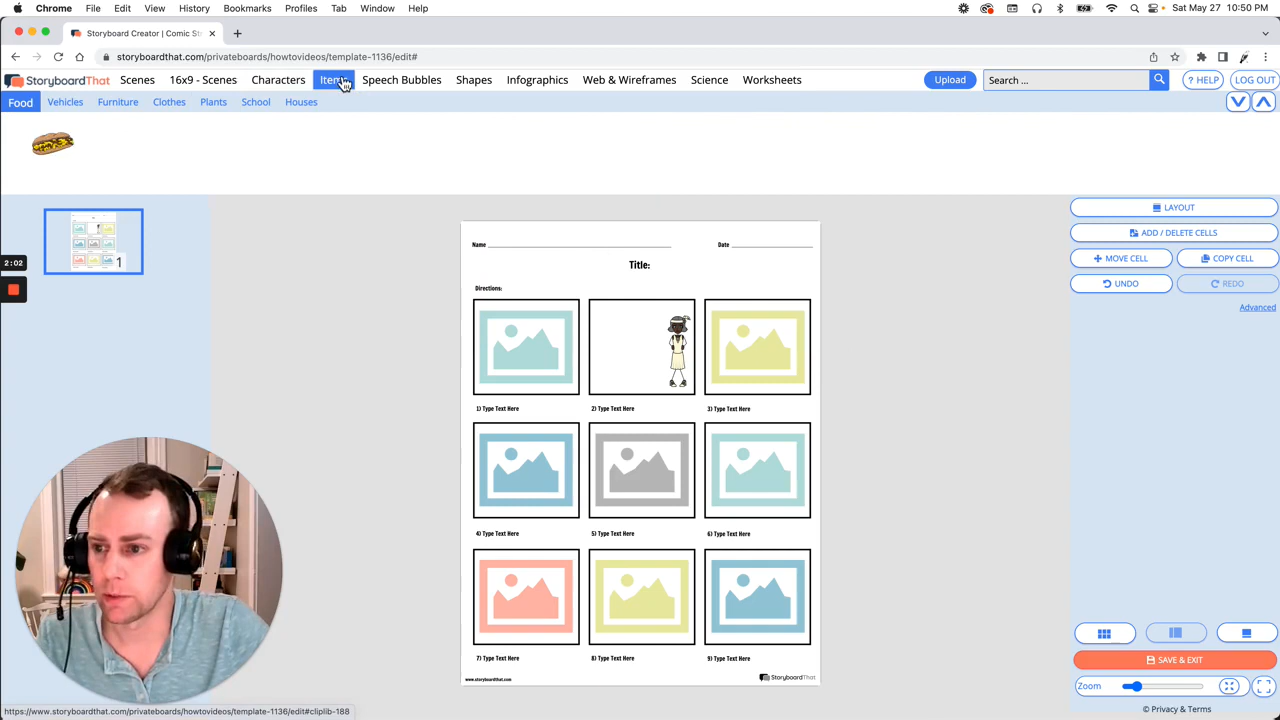 Chrome File Edit View History Bookmarks Profiles Tab Window Help Sat May 27 10:50 PM
Storyboard Creator | Comic St
storyboardthat.com/privateboards/howtovideos/template-1136/edit#
StoryboardThat Scenes 16x9 - Scenes Characters Items Speech Bubbles Shapes Infographics Web & Wireframes Science Worksheets Upload Search ... ? HELP LOG OUT
Food Vehicles Furniture Clothes Plants School Houses
1
2:02
Name Date
Title:
Directions:
1) Type Text Here 2) Type Text Here 3) Type Text Here
4) Type Text Here 5) Type Text Here 6) Type Text Here
7) Type Text Here 8) Type Text Here 9) Type Text Here
www.storyboardthat.com StoryboardThat
LAYOUT
ADD / DELETE CELLS
MOVE CELL COPY CELL
UNDO REDO
Advanced
SAVE & EXIT
Zoom
© Privacy & Terms
https://www.storyboardthat.com/privateboards/howtovideos/template-1136/edit#cliplib-188